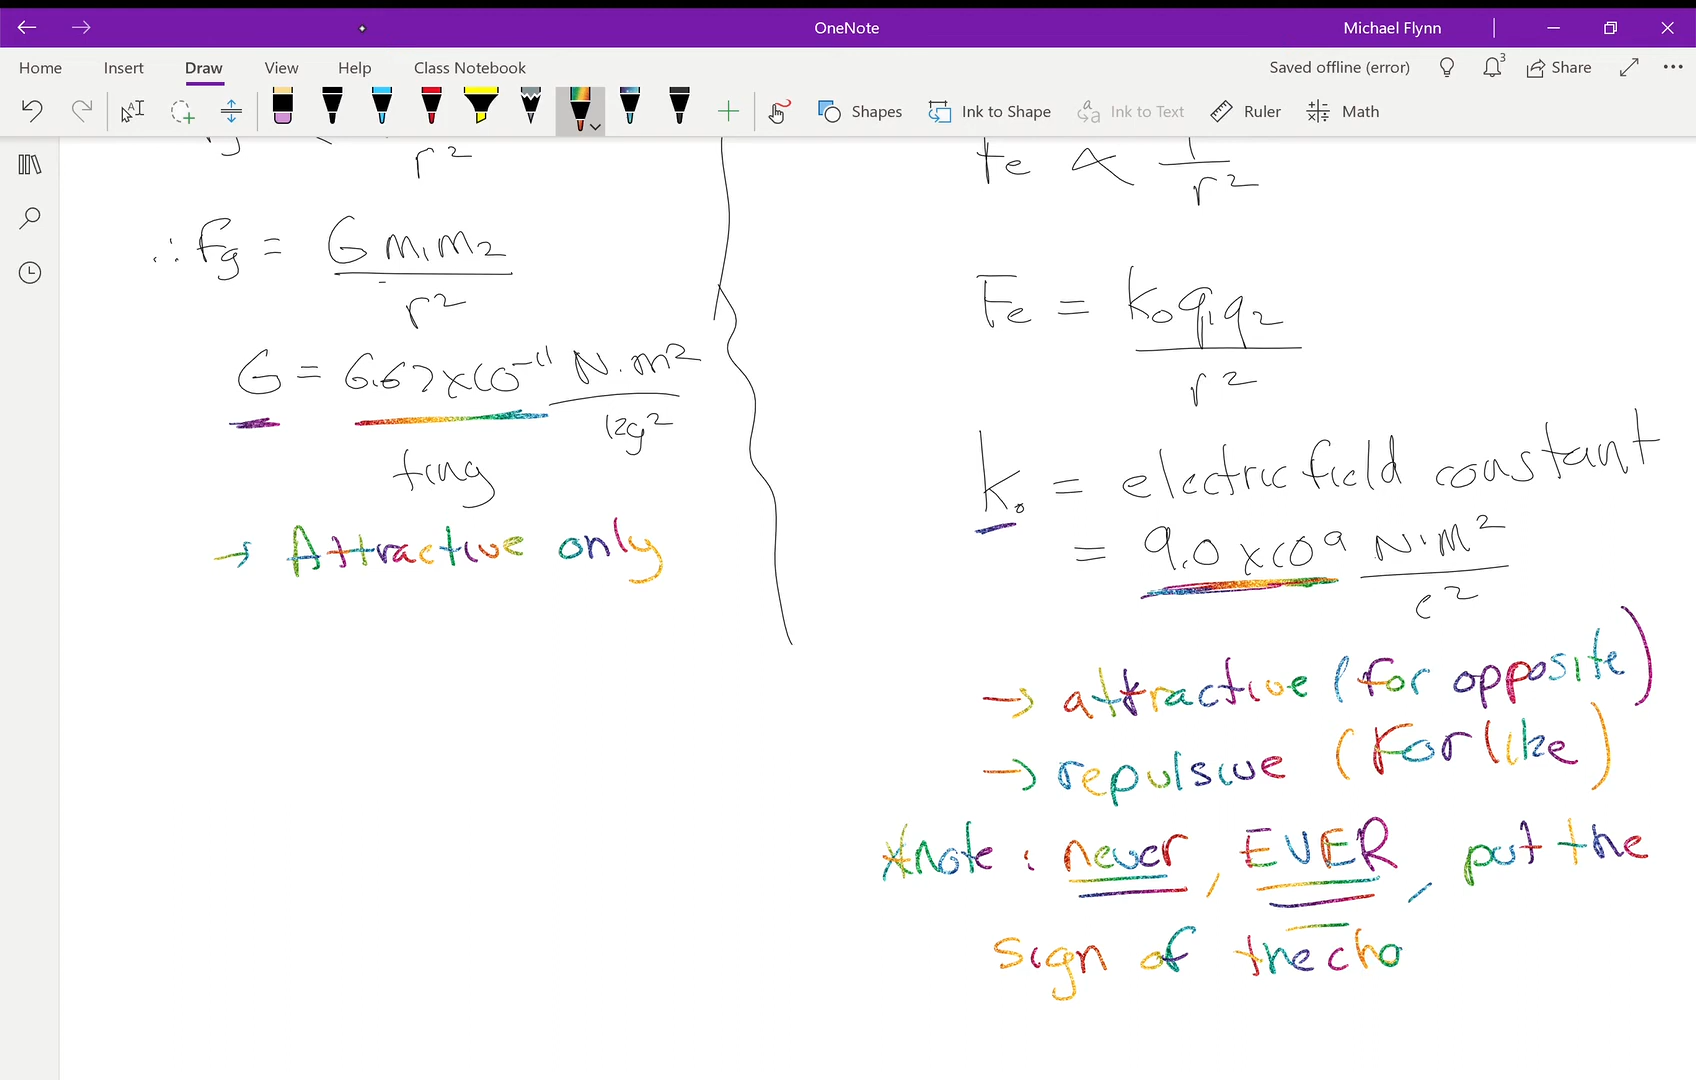 OneNote
Michael Flynn
Home Insert Draw View Help Class Notebook
Saved offline (error) 3 Share
Shapes Ink to Shape Ink to Text Ruler Math
r²
∴ Fg = G m₁m₂
r²
G = 6.67 x 10⁻¹¹ N·m²
kg²
tiny
→ Attractive only
Fe ∝ 1
r²
Fe = k₀q₁q₂
r²
k₀ = electric field constant
= 9.0 x 10⁹ N·m²
c²
→ attractive (for opposite)
→ repulsive (for like)
*note : never, EVER, put the
sign of the cha